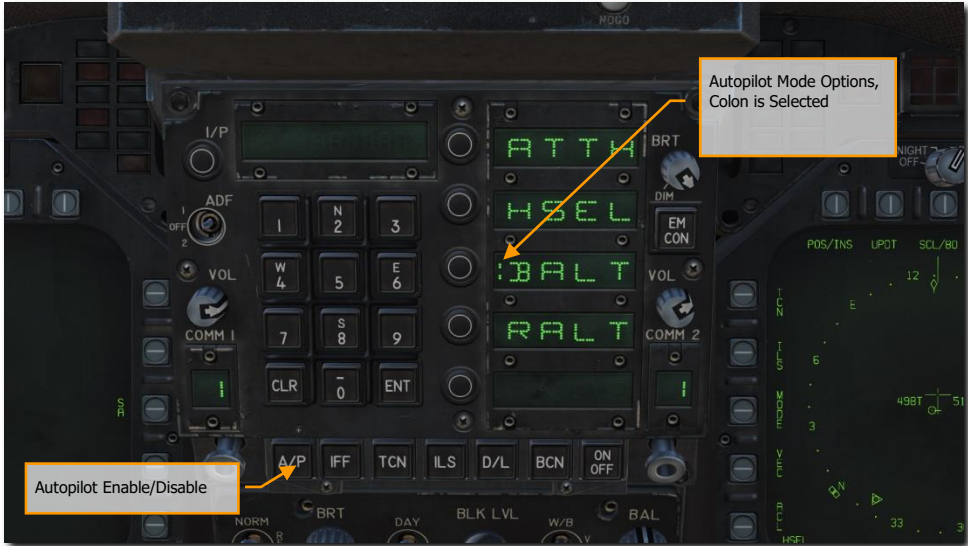 NOGO
Autopilot Mode Options,
Colon is Selected
I/P
ATTH
BRT
NIGHT
OFF
DIM
ADF
1
OFF
2
1
N
2
3
HSEL
EM
CON
POS/INS UPDT SCL/80
VOL
W
4
5
E
6
:BALT
VOL
12
TCN
E
COMM 1
7
S
8
9
RALT
COMM 2
ILS
6
1
CLR
–
0
ENT
1
MODE
498T
51
SA
3
A/P
IFF
TCN
ILS
D/L
BCN
ON
OFF
VEC
Autopilot Enable/Disable
N
NORM
BRT
DAY
BLK LVL
W/B
BAL
ACL
33
HSEL